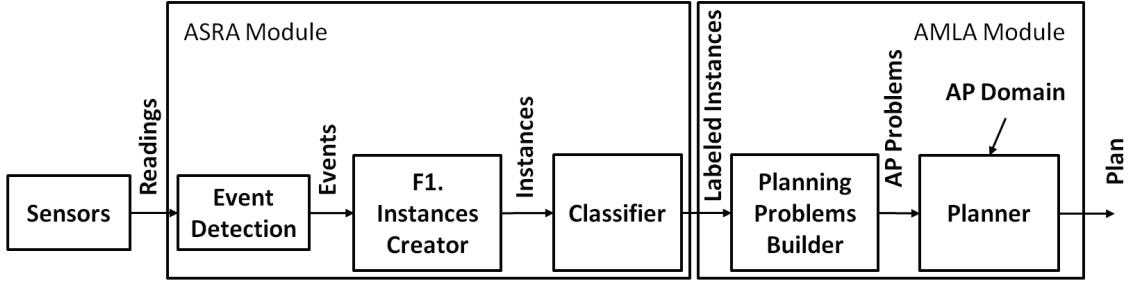 ASRA Module
AMLA Module
Sensors
Readings
Event
Detection
Events
F1.
Instances
Creator
Instances
Classifier
Labeled Instances
Planning
Problems
Builder
AP Problems
AP Domain
Planner
Plan